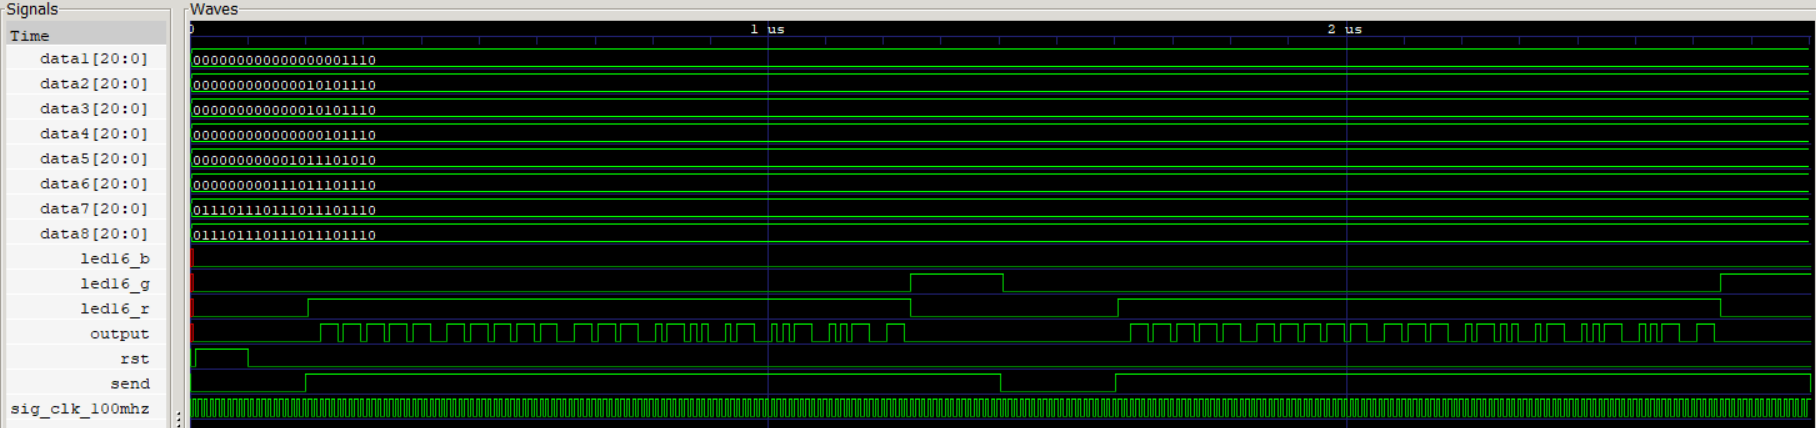 Signals Waves
Time 0 1 us 2 us
data1[20:0] 000000000000000001110
data2[20:0] 000000000000010101110
data3[20:0] 000000000000010101110
data4[20:0] 000000000000000101110
data5[20:0] 000000000001011101010
data6[20:0] 000000000111011101110
data7[20:0] 011101110111011101110
data8[20:0] 011101110111011101110
led16_b
led16_g
led16_r
output
rst
send
sig_clk_100mhz